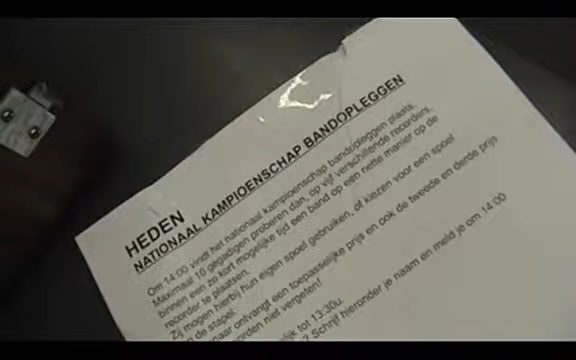 HEDEN
NATIONAAL KAMPIOENSCHAP BANDOPLEGGEN
Om 14:00 vindt het nationaal kampioenschap bandopleggen plaats.
Maximaal 10 gegadigen proberen dan, op vijf verschillende recorders,
binnen een zo kort mogelijke tijd een band op een nette manier op de
recorder te plaatsen.
Zij mogen hierbij hun eigen spoel gebruiken, of kiezen voor een spoel
de stapel.
ontvangt een toepasselijke prijs en ook de tweede en derde prijs
worden niet vergeten!
tot 13:30u.
? Schrijf hieronder je naam en meld je om 14:00